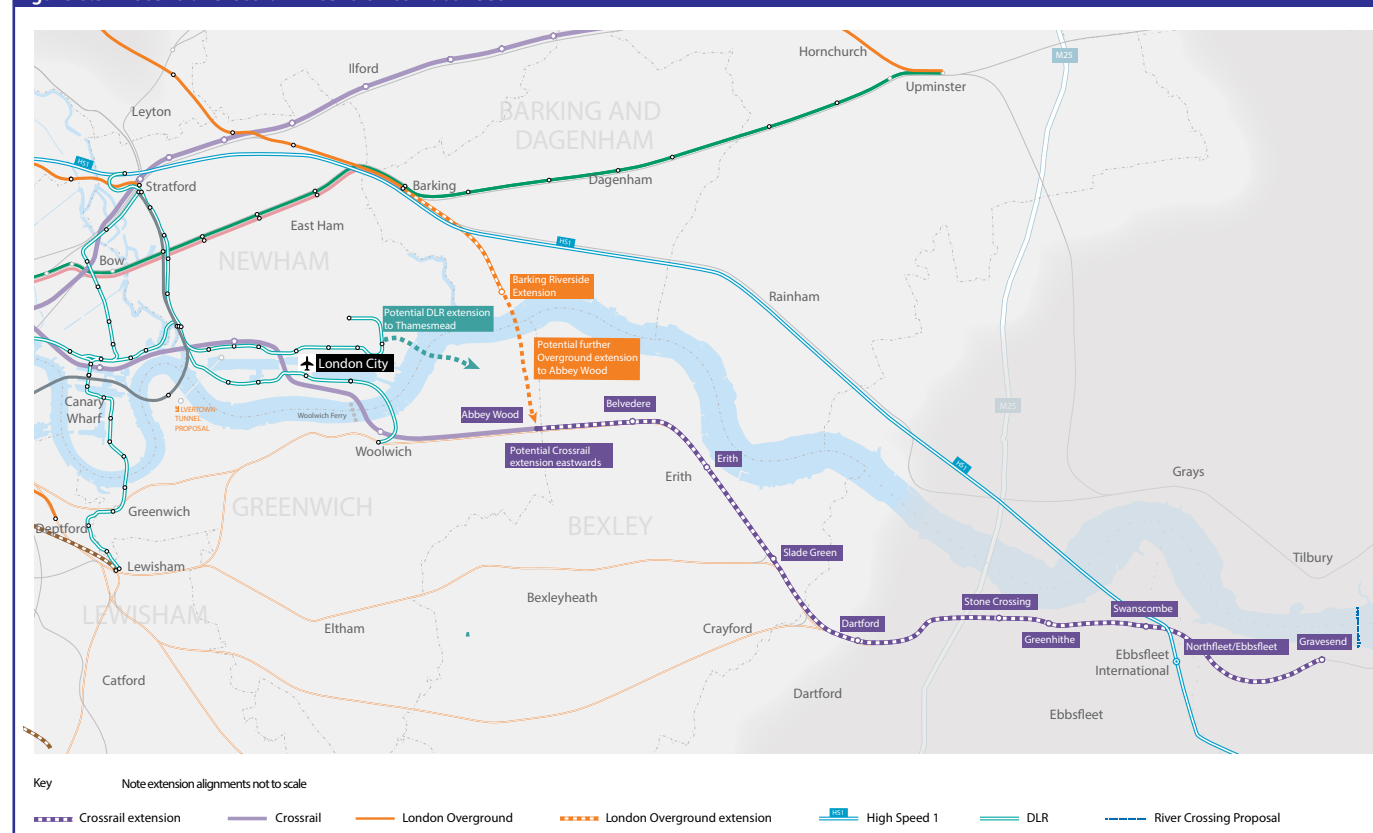 Hornchurch
M25
Ilford
Upminster
Leyton
BARKING AND
DAGENHAM
HS1
Stratford
Barking
Dagenham
East Ham
HS1
Bow
NEWHAM
Barking Riverside
Extension
Rainham
Potential DLR extension
to Thamesmead
Potential further
Overground extension
to Abbey Wood
London City
Canary
Wharf
SILVERTOWN
TUNNEL
PROPOSAL
Woolwich Ferry
Abbey Wood
Belvedere
M25
Woolwich
Potential Crossrail
extension eastwards
Erith
Erith
HS1
Grays
Greenwich
GREENWICH
BEXLEY
Deptford
Slade Green
Tilbury
Lewisham
LEWISHAM
Bexleyheath
Eltham
Crayford
Dartford
Stone Crossing
Greenhithe
Swanscombe
Northfleet/Ebbsfleet
Gravesend
Ebbsfleet
International
Catford
Dartford
Ebbsfleet
Key
Note extension alignments not to scale
Crossrail extension
Crossrail
London Overground
London Overground extension
HS1
High Speed 1
DLR
River Crossing Proposal